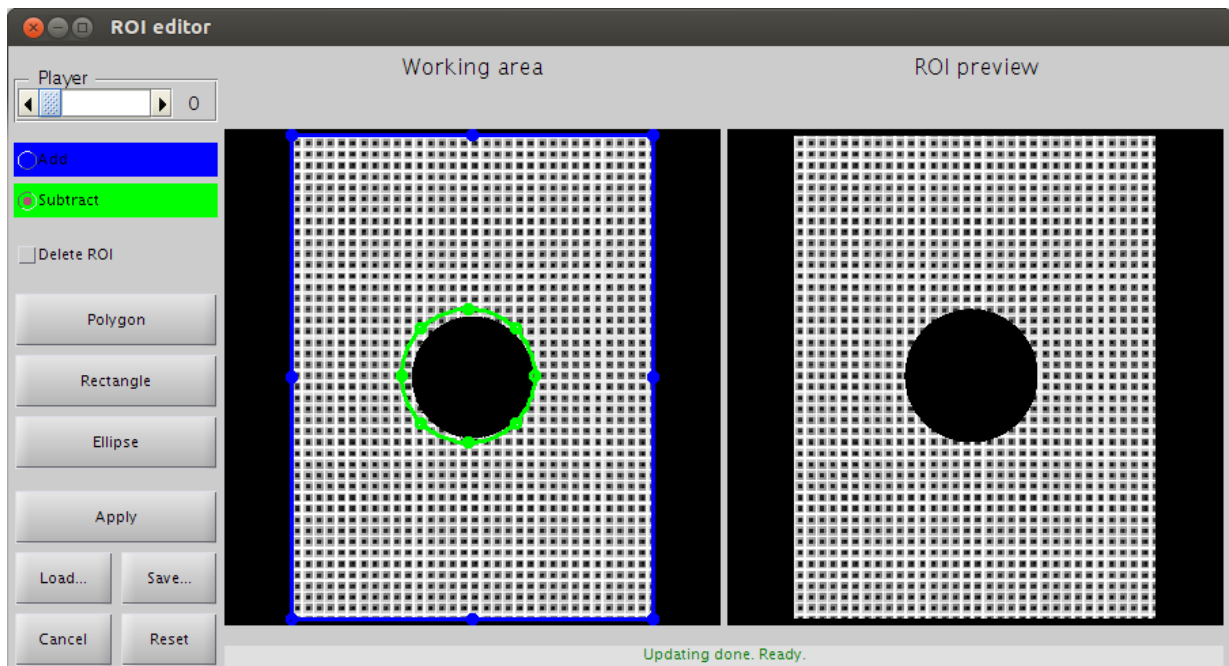 ROI editor
Player
0
Add
Subtract
Delete ROI
Polygon
Rectangle
Ellipse
Apply
Load...
Save...
Cancel
Reset
Working area
ROI preview
Updating done. Ready.